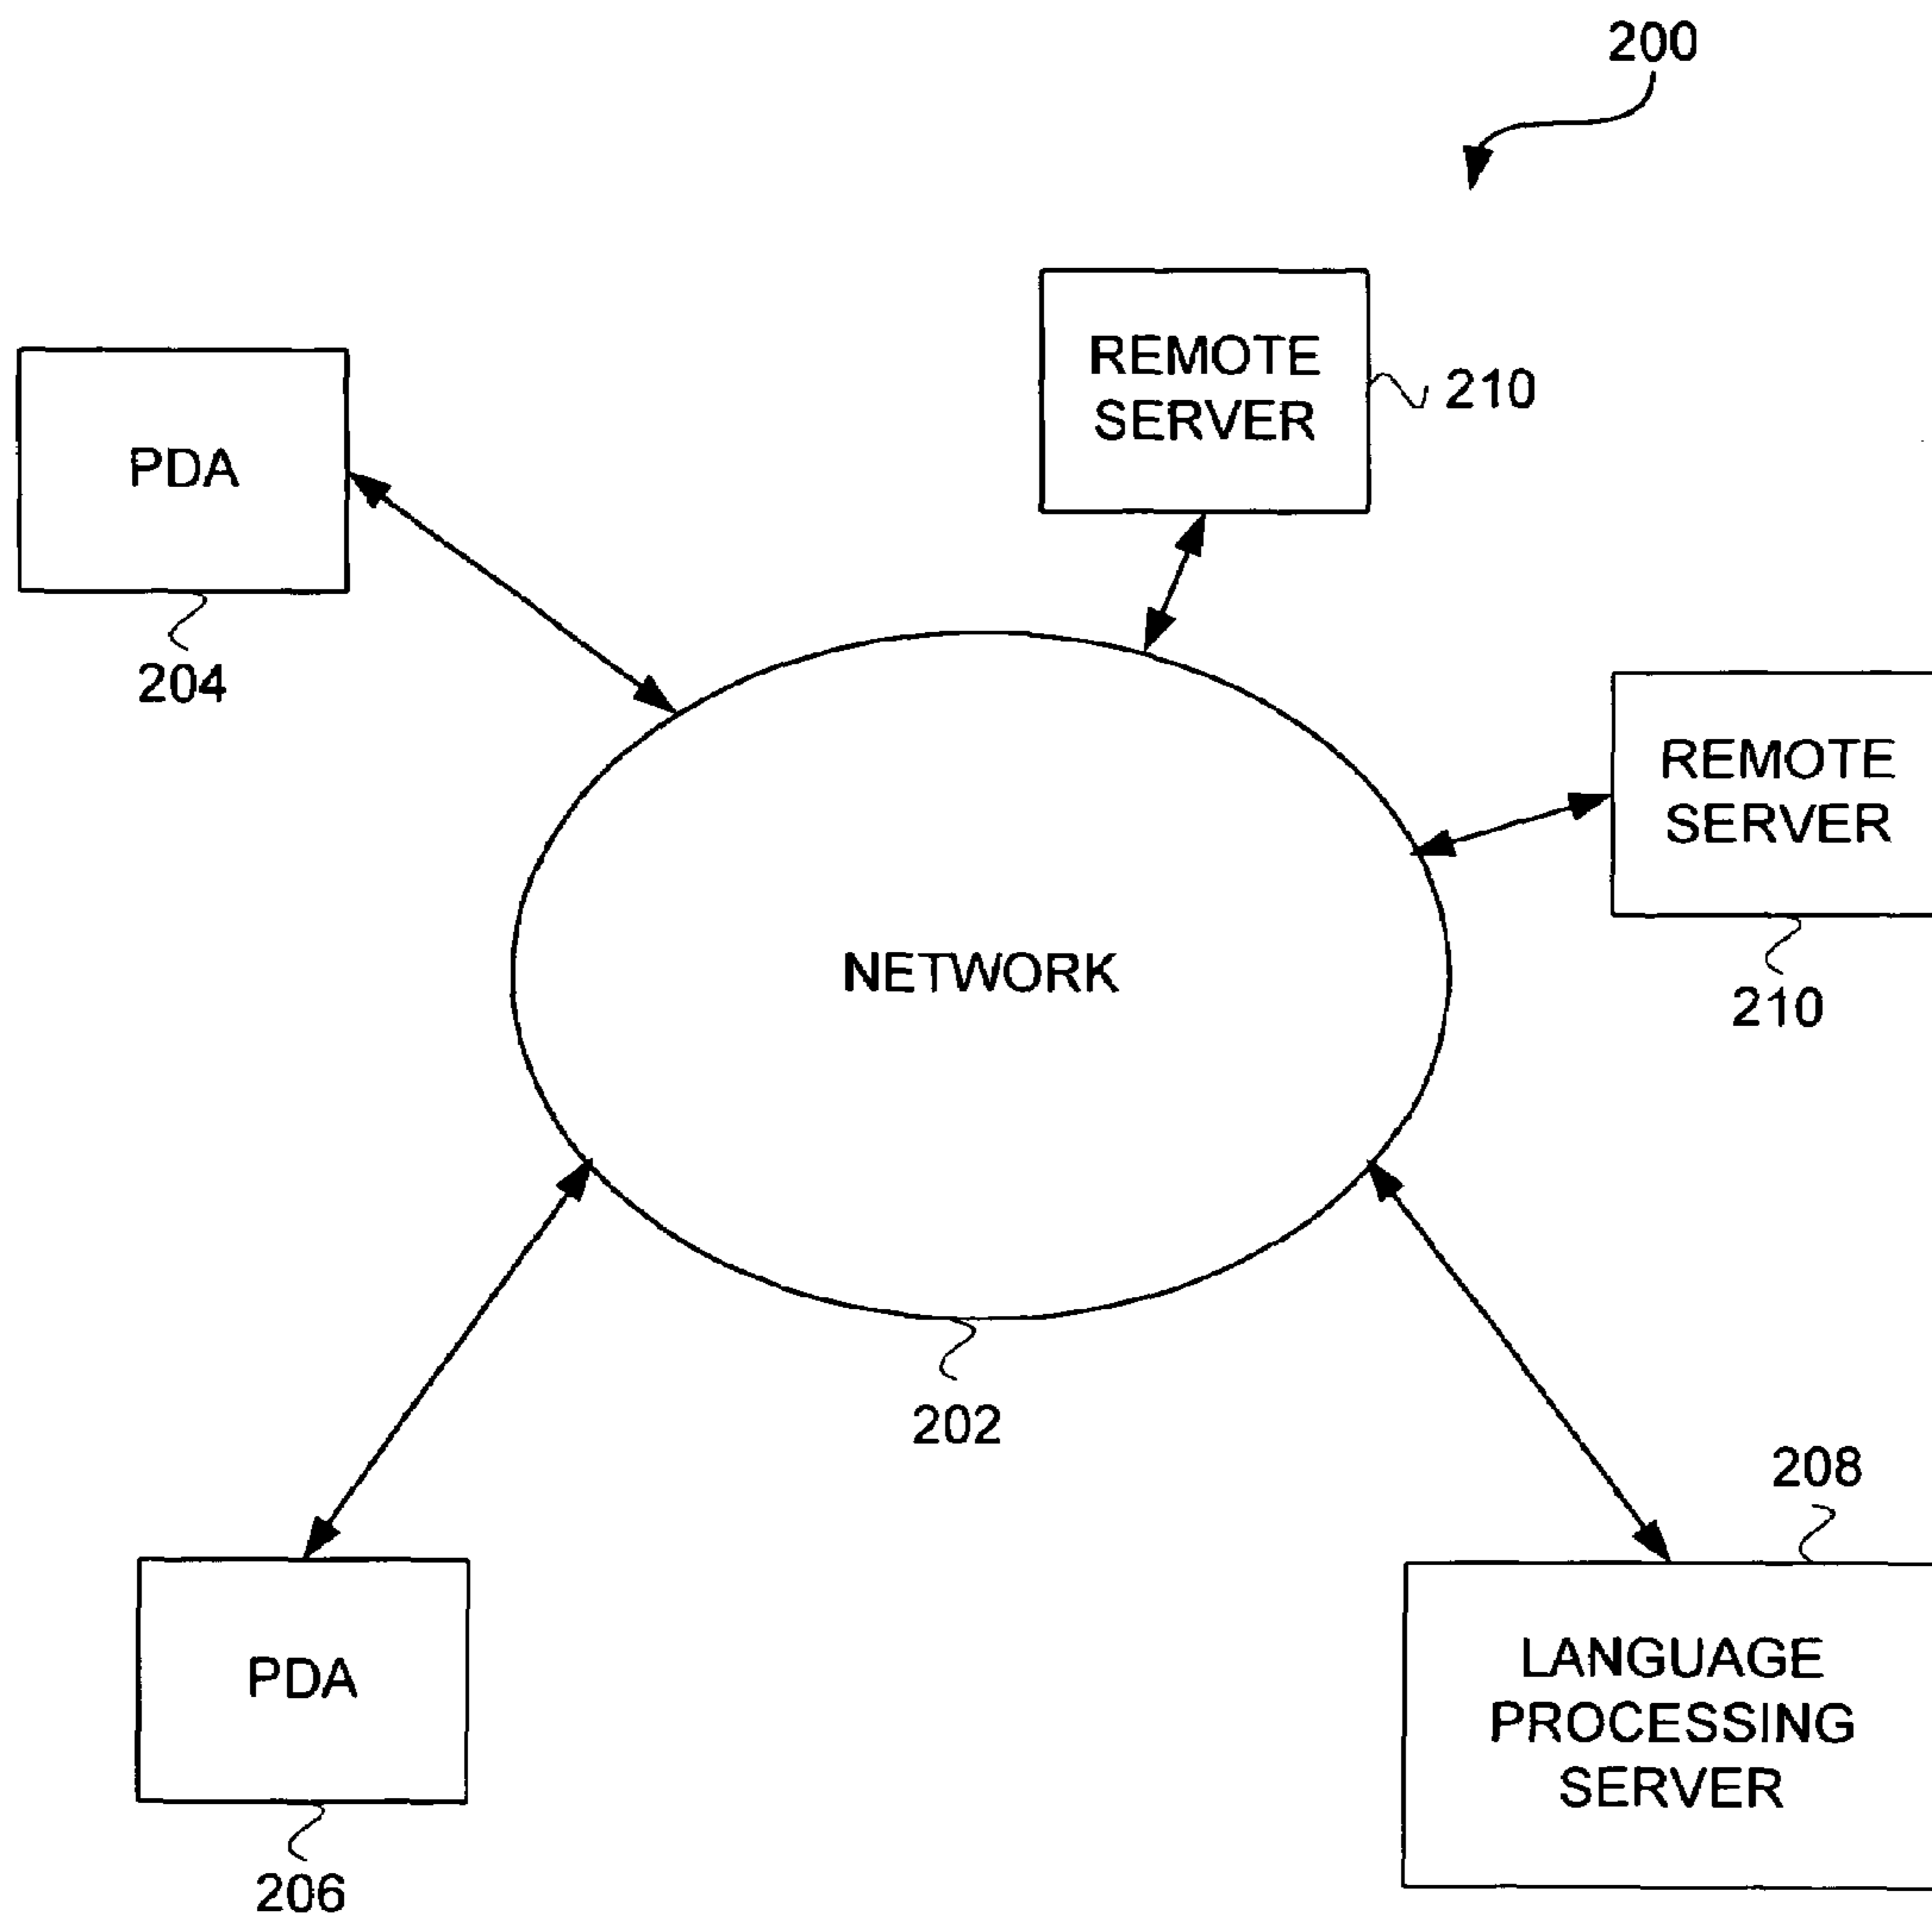 200
REMOTE
SERVER
210
PDA
204
REMOTE
SERVER
210
NETWORK
202
208
LANGUAGE
PROCESSING
SERVER
PDA
206